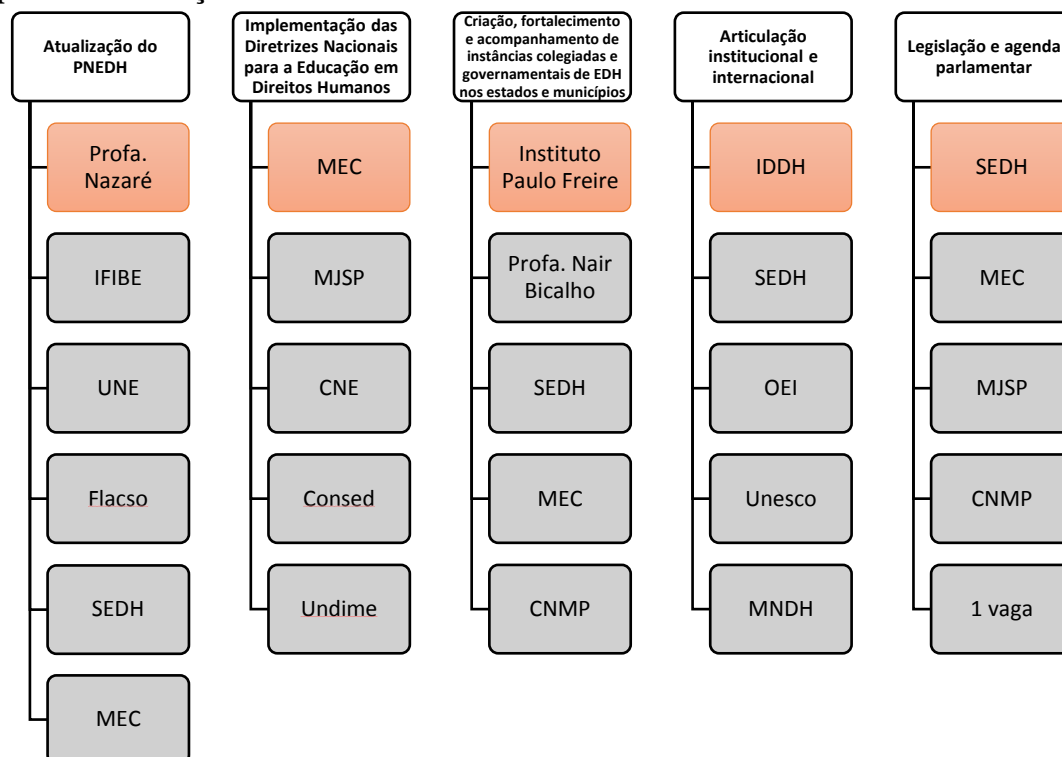 Atualização do
PNEDH
Profa.
Nazaré
IFIBE
UNE
Flacso
SEDH
MEC
Implementação das
Diretrizes Nacionais
para a Educação em
Direitos Humanos
MEC
MJSP
CNE
Consed
Undime
Criação, fortalecimento
e acompanhamento de
instâncias colegiadas e
governamentais de EDH
nos estados e municípios
Instituto
Paulo Freire
Profa. Nair
Bicalho
SEDH
MEC
CNMP
Articulação
institucional e
internacional
IDDH
SEDH
OEI
Unesco
MNDH
Legislação e agenda
parlamentar
SEDH
MEC
MJSP
CNMP
1 vaga